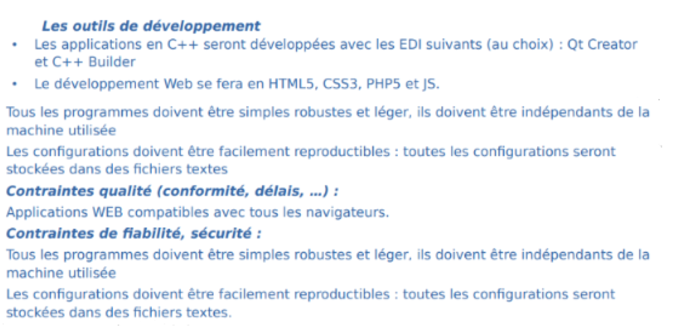 Les outils de développement
• Les applications en C++ seront développées avec les EDI suivants (au choix) : Qt Creator
et C++ Builder
• Le développement Web se fera en HTML5, CSS3, PHP5 et JS.
Tous les programmes doivent être simples robustes et léger, ils doivent être indépendants de la
machine utilisée
Les configurations doivent être facilement reproductibles : toutes les configurations seront
stockées dans des fichiers textes
Contraintes qualité (conformité, délais, …) :
Applications WEB compatibles avec tous les navigateurs.
Contraintes de fiabilité, sécurité :
Tous les programmes doivent être simples robustes et léger, ils doivent être indépendants de la
machine utilisée
Les configurations doivent être facilement reproductibles : toutes les configurations seront
stockées dans des fichiers textes.